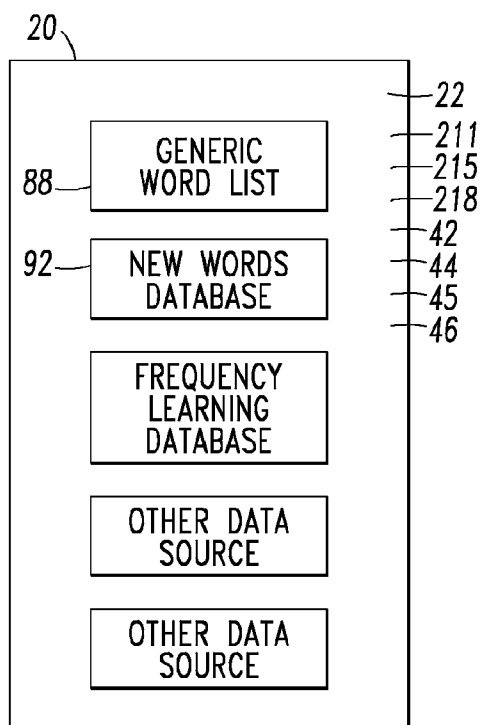 20
22
211
GENERIC
WORD LIST
215
88
218
42
92
NEW WORDS
DATABASE
44
45
46
FREQUENCY
LEARNING
DATABASE
OTHER DATA
SOURCE
OTHER DATA
SOURCE